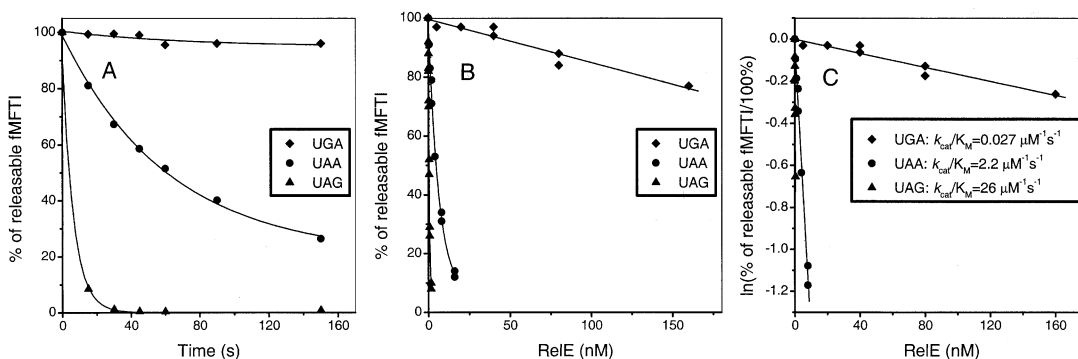 100
80
60
40
20
0
% of releasable fMFTI
A
UGA
UAA
UAG
0
40
80
120
160
Time (s)
100
80
60
40
20
0
% of releasable fMFTI
B
UGA
UAA
UAG
0
40
80
120
160
RelE (nM)
0.0
-0.2
-0.4
-0.6
-0.8
-1.0
-1.2
ln(% of releasable fMFTI/100%)
C
UGA: kcat/KM=0.027 μM⁻¹s⁻¹
UAA: kcat/KM=2.2 μM⁻¹s⁻¹
UAG: kcat/KM=26 μM⁻¹s⁻¹
0
40
80
120
160
RelE (nM)